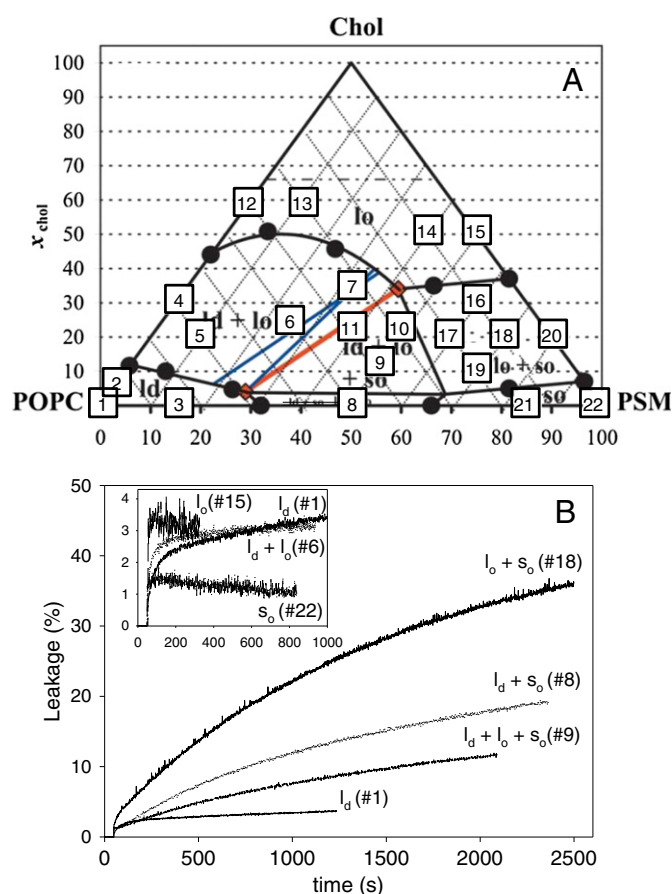 Chol
A
100
90
80
70
60
50
40
30
20
10
x chol
12
13
lo
14
15
4
7
16
5
ld + lo
6
11
10
17
18
20
ld + lo
9
+ so
19
lo + so
2
ld
POPC
1
3
8
21
so
22
PSM
0 10 20 30 40 50 60 70 80 90 100
B
50
40
30
20
10
0
Leakage (%)
4
3
2
1
0
lo (#15)
ld (#1)
ld + lo (#6)
so (#22)
0 200 400 600 800 1000
lo + so (#18)
ld + so (#8)
ld + lo + so (#9)
ld (#1)
0 500 1000 1500 2000 2500
time (s)